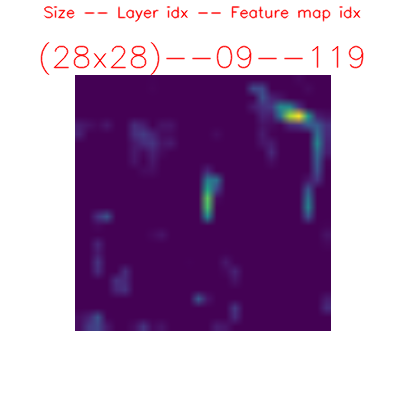 Size -- Layer idx -- Feature map idx
(28x28)--09--119